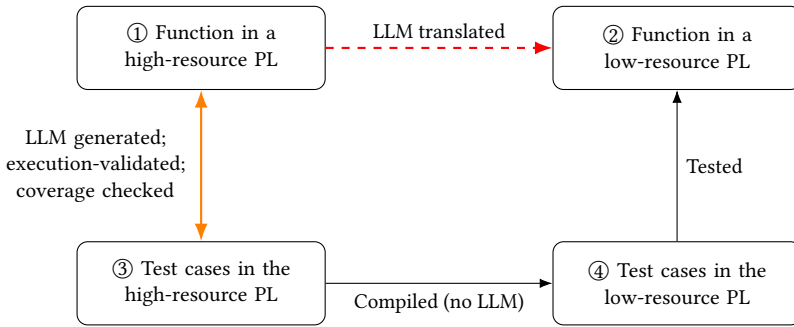 ① Function in a
high-resource PL
LLM translated
② Function in a
low-resource PL
LLM generated;
execution-validated;
coverage checked
Tested
③ Test cases in the
high-resource PL
Compiled (no LLM)
④ Test cases in the
low-resource PL